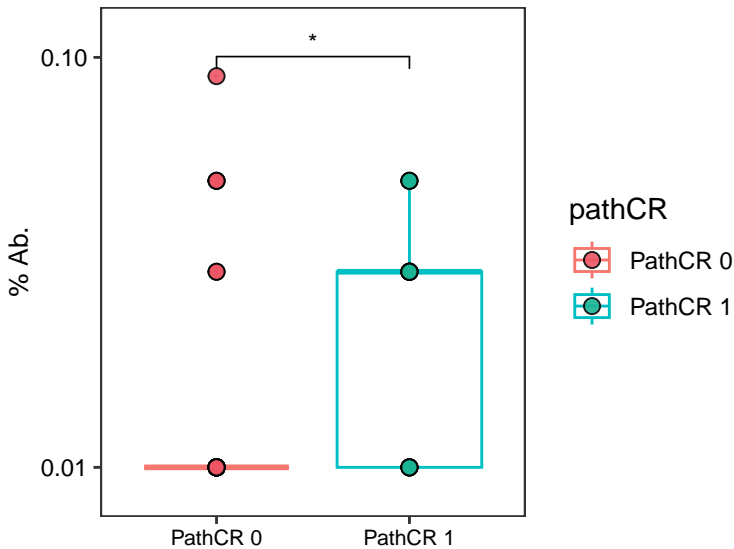 *
0.10
% Ab.
0.01
PathCR 0
PathCR 1
pathCR
PathCR 0
PathCR 1